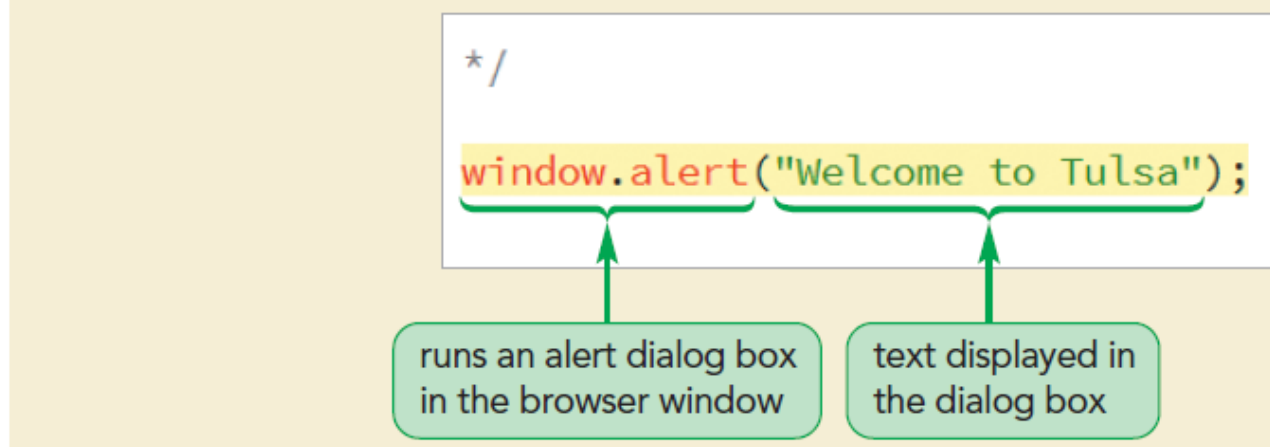 */
window.alert("Welcome to Tulsa");
runs an alert dialog box
in the browser window
text displayed in
the dialog box